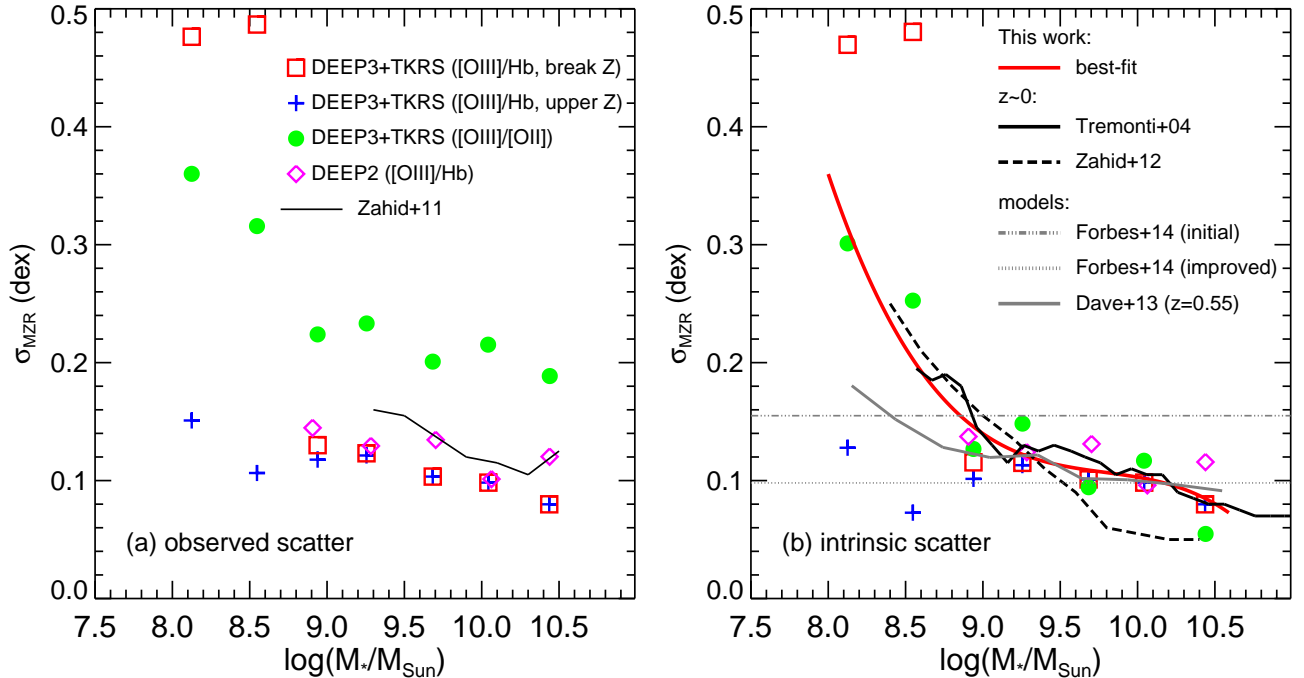 0.5
0.4
0.3
0.2
0.1
0.0
σMZR (dex)
DEEP3+TKRS ([OIII]/Hb, break Z)
DEEP3+TKRS ([OIII]/Hb, upper Z)
DEEP3+TKRS ([OIII]/[OII])
DEEP2 ([OIII]/Hb)
Zahid+11
(a) observed scatter
7.5 8.0 8.5 9.0 9.5 10.0 10.5
log(M*/MSun)
0.5
0.4
0.3
0.2
0.1
0.0
σMZR (dex)
This work:
best-fit
z~0:
Tremonti+04
Zahid+12
models:
Forbes+14 (initial)
Forbes+14 (improved)
Dave+13 (z=0.55)
(b) intrinsic scatter
7.5 8.0 8.5 9.0 9.5 10.0 10.5
log(M*/MSun)